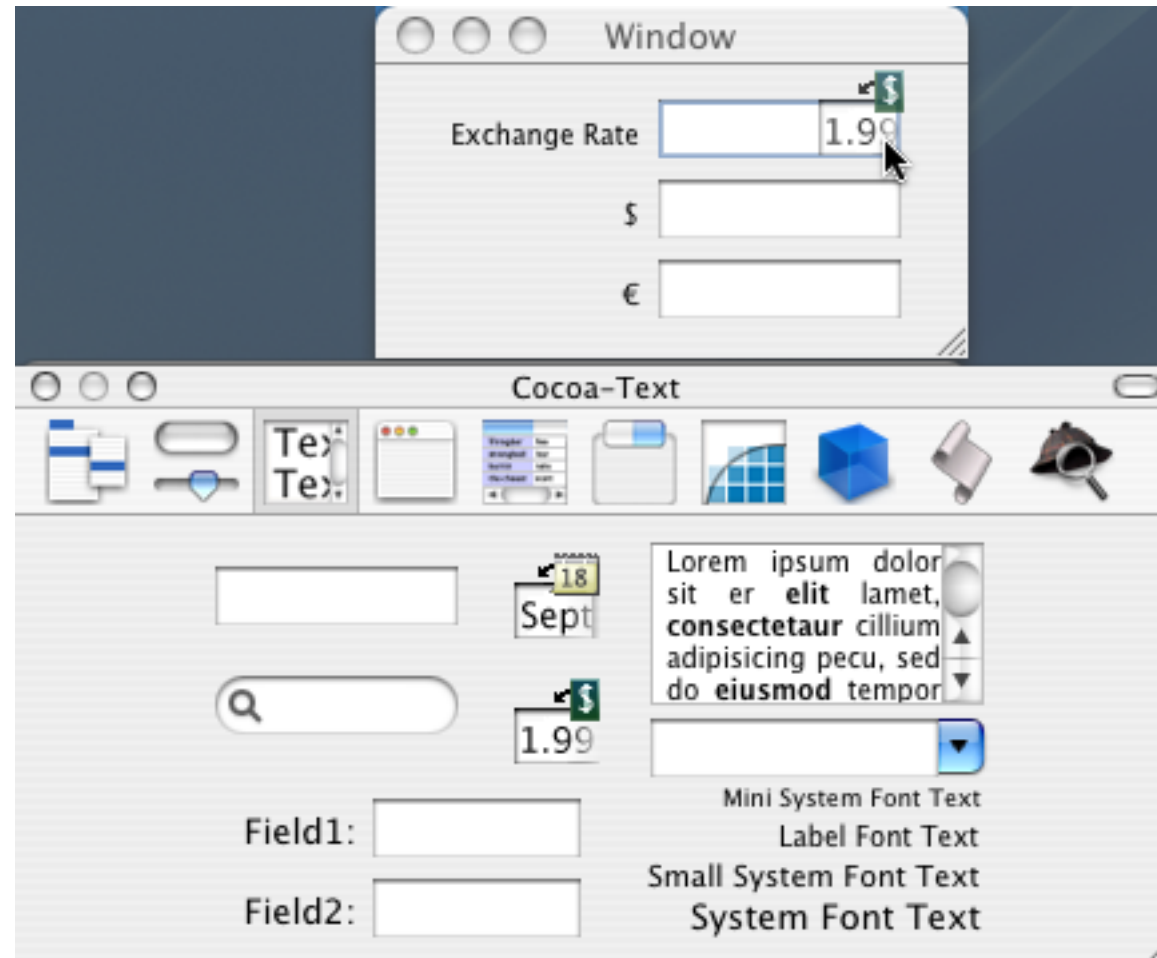 Window
$
Exchange Rate
1.99
$
€
Cocoa-Text
Tex
Tex
18
Sept
$
1.99
Lorem ipsum dolor
sit er elit lamet,
consectetaur cillium
adipisicing pecu, sed
do eiusmod tempor
Mini System Font Text
Label Font Text
Small System Font Text
System Font Text
Field1:
Field2: